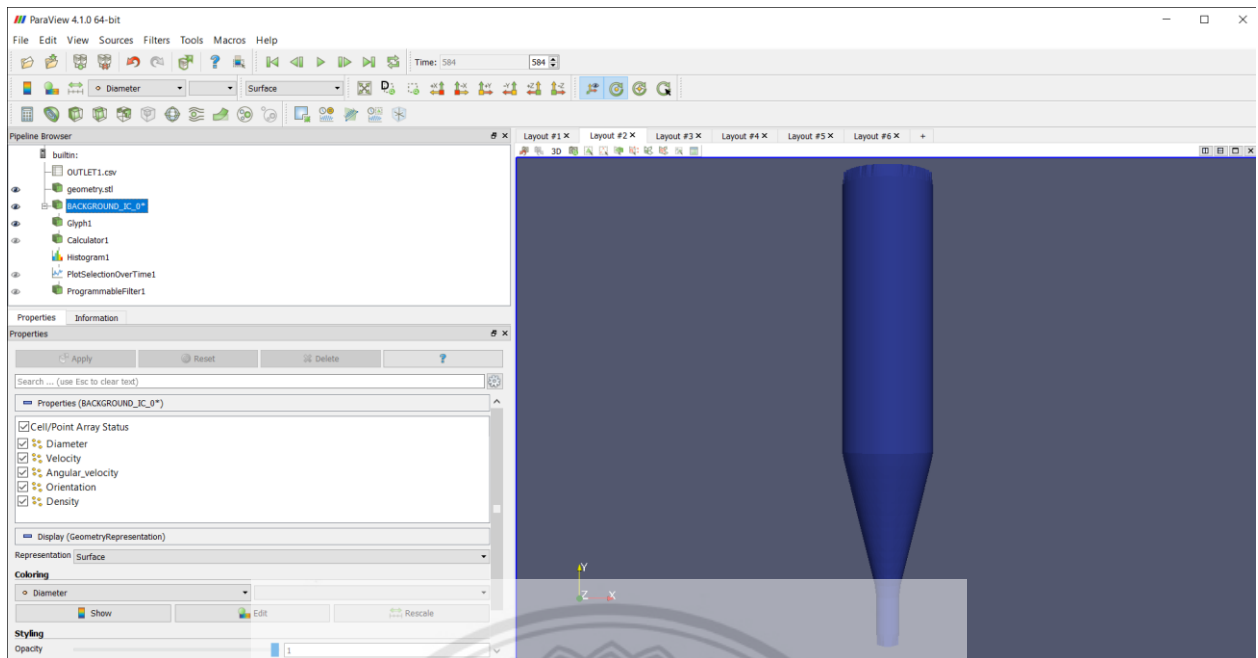 ParaView 4.1.0 64-bit
File Edit View Sources Filters Tools Macros Help
Time: 584 584
Diameter Surface
Pipeline Browser
builtin:
OUTLET1.csv
geometry.stl
BACKGROUND_IC_0*
Glyph1
Calculator1
Histogram1
PlotSelectionOverTime1
ProgrammableFilter1
Properties Information
Properties
Apply Reset Delete ?
Search ... (use Esc to clear text)
Properties (BACKGROUND_IC_0*)
Cell/Point Array Status
Diameter
Velocity
Angular_velocity
Orientation
Density
Display (GeometryRepresentation)
Representation Surface
Coloring
Diameter
Show Edit Rescale
Styling
Opacity 1
Layout #1 Layout #2 Layout #3 Layout #4 Layout #5 Layout #6 +
3D
Y
Z X